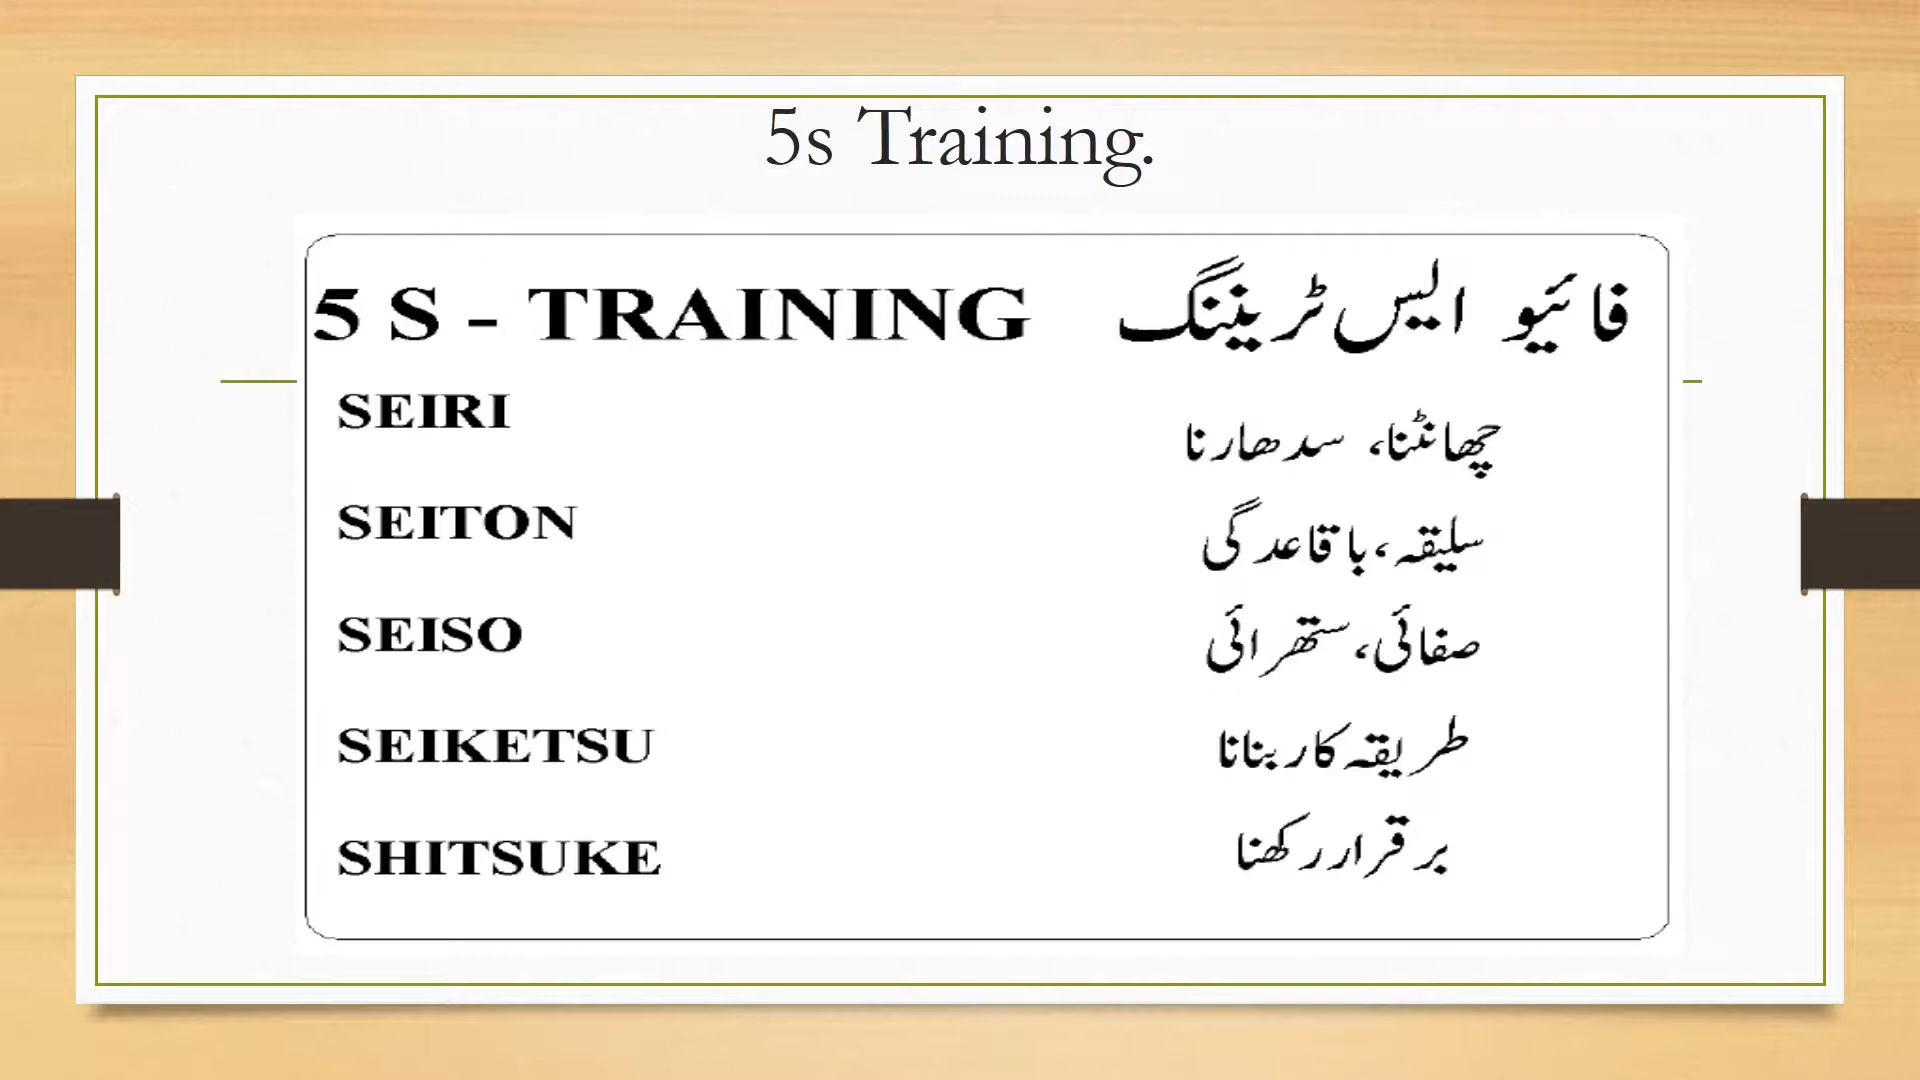 5s Training.
5 S - TRAINING فائیو ایس ٹریننگ
SEIRI چھانٹنا، سدھارنا
SEITON سلیقہ، باقاعدگی
SEISO صفائی، ستھرائی
SEIKETSU طریقہ کار بنانا
SHITSUKE برقرار رکھنا